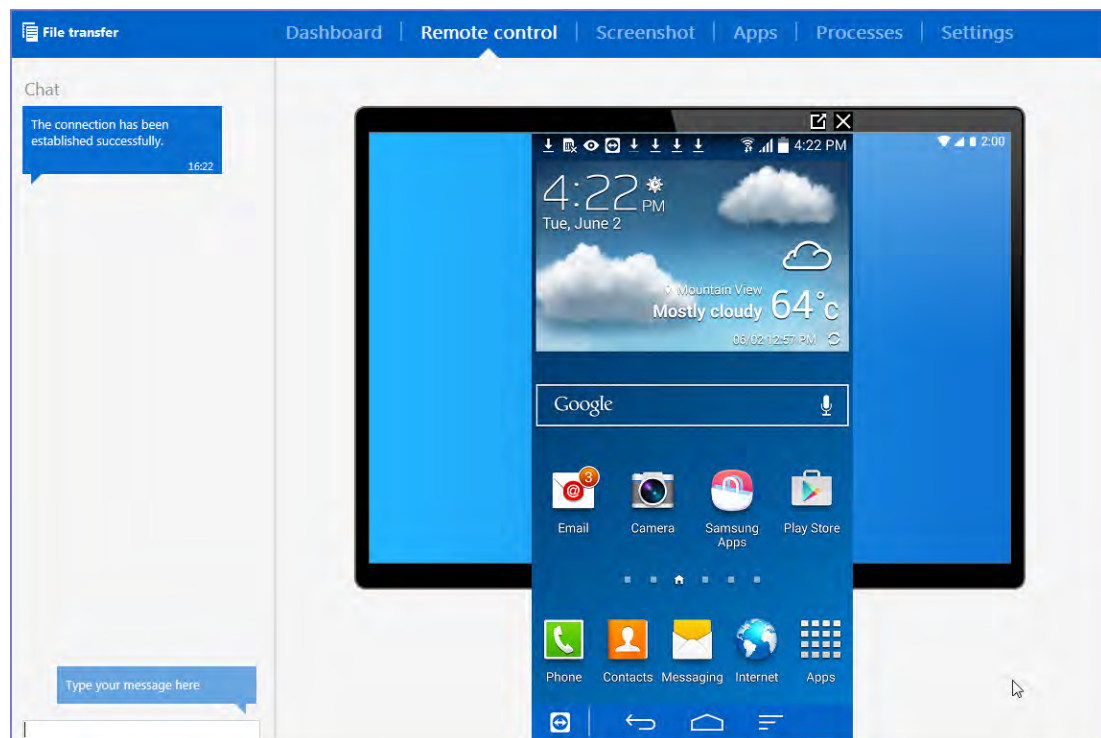 File transfer
Dashboard | Remote control | Screenshot | Apps | Processes | Settings
Chat
The connection has been
established successfully.
16:22
4:22 PM
2:00
4:22 PM
Tue, June 2
Mountain View
Mostly cloudy 64°C
06/02 12:57 PM
Google
3
@
Email Camera Samsung Apps Play Store
Phone Contacts Messaging Internet Apps
Type your message here